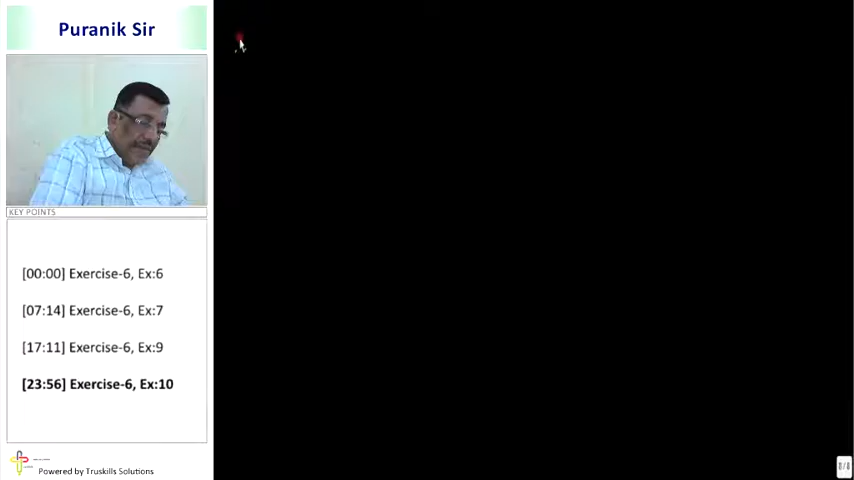 Puranik Sir
KEY POINTS
[00:00] Exercise-6, Ex:6
[07:14] Exercise-6, Ex:7
[17:11] Exercise-6, Ex:9
[23:56] Exercise-6, Ex:10
Powered by Truskills Solutions